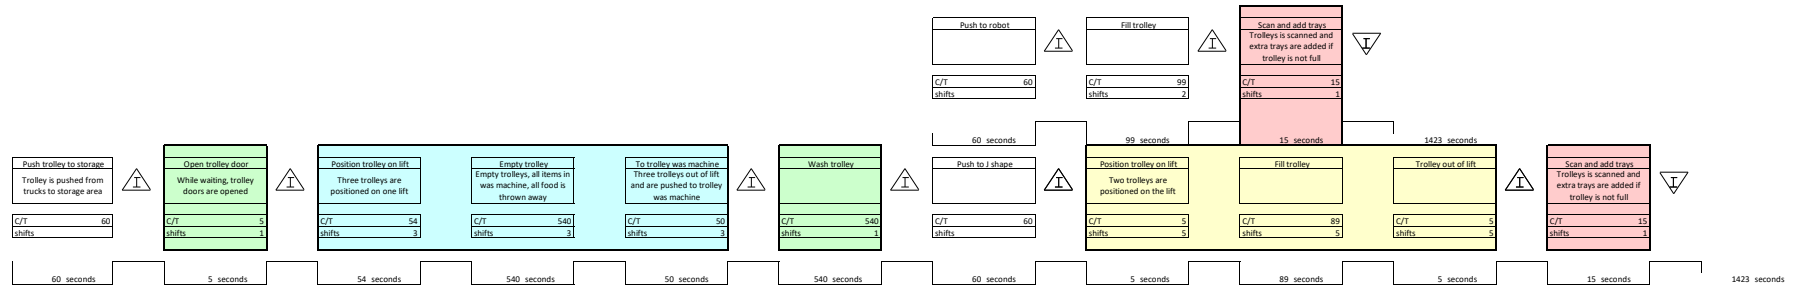 Push to robot
Fill trolley
Scan and add trays
Trolleys is scanned and
extra trays are added if
trolley is not full
I
I
I
C/T 60
shifts
C/T 99
shifts 2
C/T 15
shifts 1
60 seconds
99 seconds
15 seconds
1423 seconds
Push trolley to storage
Trolley is pushed from
trucks to storage area
C/T 60
shifts
I
Open trolley door
While waiting, trolley
doors are opened
C/T 5
shifts 1
I
Position trolley on lift
Three trolleys are
positioned on one lift
C/T 54
shifts 3
Empty trolley
Empty trolleys, all items in
was machine, all food is
thrown away
C/T 540
shifts 3
To trolley was machine
Three trolleys out of lift
and are pushed to trolley
was machine
C/T 50
shifts 3
I
Wash trolley
C/T 540
shifts 1
I
Push to J shape
C/T 60
shifts
I
Position trolley on lift
Two trolleys are
positioned on the lift
C/T 5
shifts 5
Fill trolley
C/T 89
shifts 5
Trolley out of lift
C/T 5
shifts 5
I
Scan and add trays
Trolleys is scanned and
extra trays are added if
trolley is not full
C/T 15
shifts 1
I
60 seconds
5 seconds
54 seconds
540 seconds
50 seconds
540 seconds
60 seconds
5 seconds
89 seconds
5 seconds
15 seconds
1423 seconds